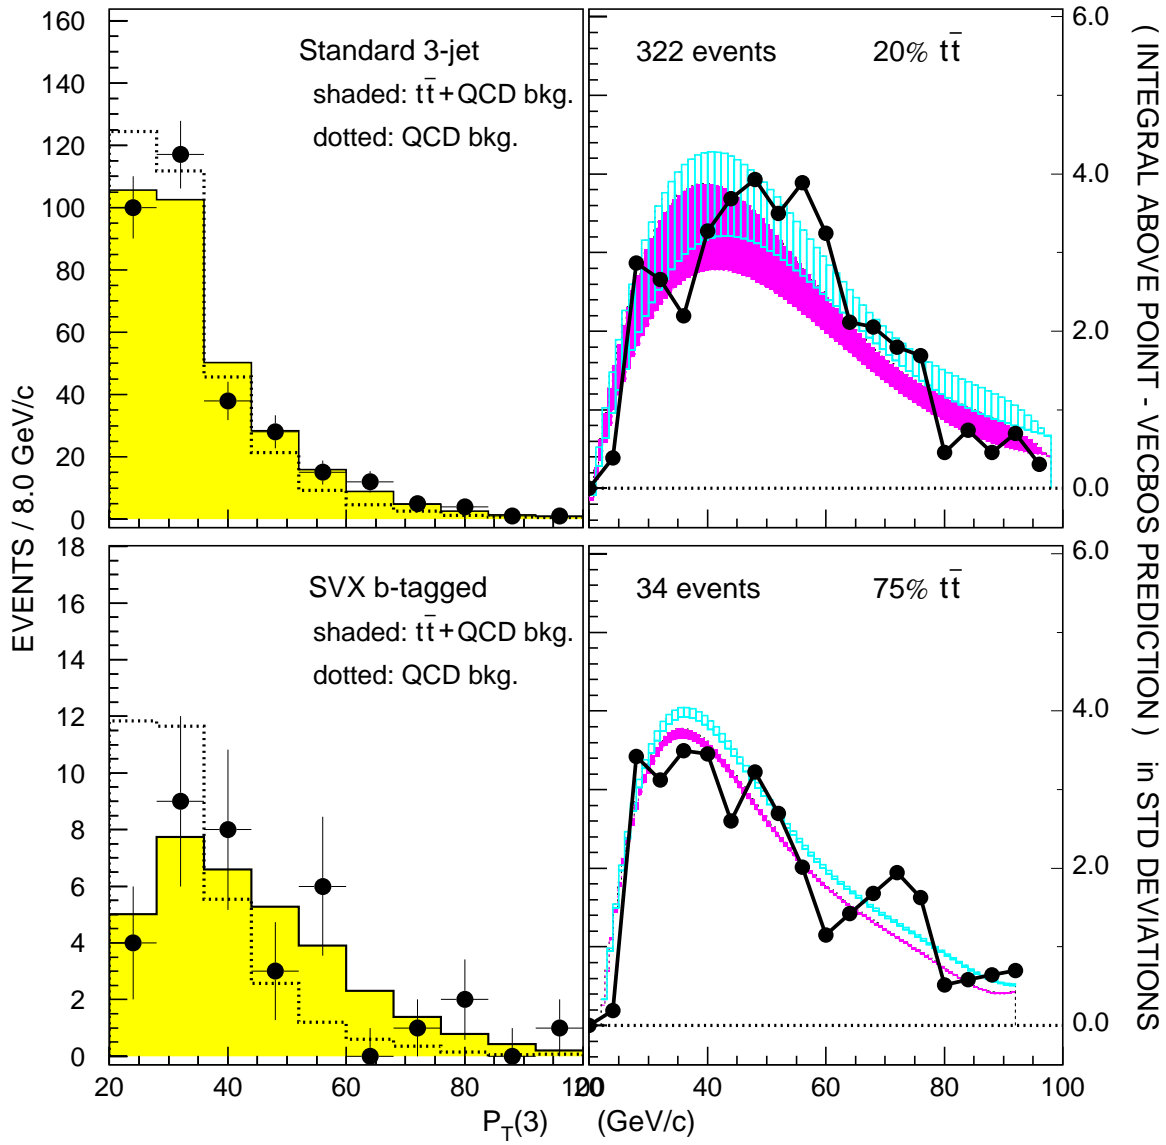 EVENTS / 8.0 GeV/c
160
140
120
100
80
60
40
20
0
Standard 3-jet
shaded: tt̄+QCD bkg.
dotted: QCD bkg.
322 events 20% tt̄
6.0
4.0
2.0
0.0
18
16
14
12
10
8
6
4
2
0
SVX b-tagged
shaded: tt̄+QCD bkg.
dotted: QCD bkg.
34 events 75% tt̄
6.0
4.0
2.0
0.0
20 40 60 80 100 20 40 60 80 100
P_T(3) (GeV/c)
( INTEGRAL ABOVE POINT - VECBOS PREDICTION ) in STD DEVIATIONS